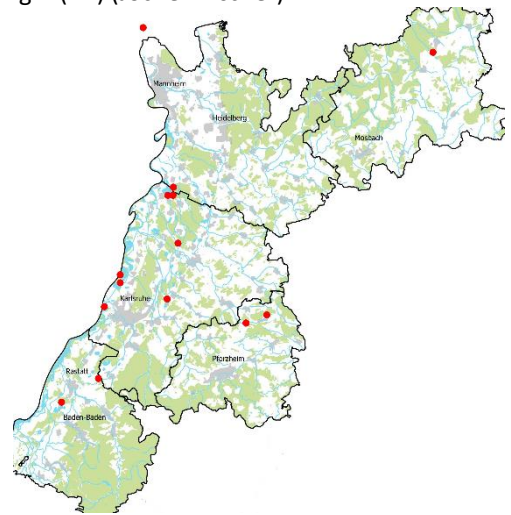 Mannheim
Heidelberg
Mosbach
Karlsruhe
Pforzheim
Rastatt
Baden-Baden